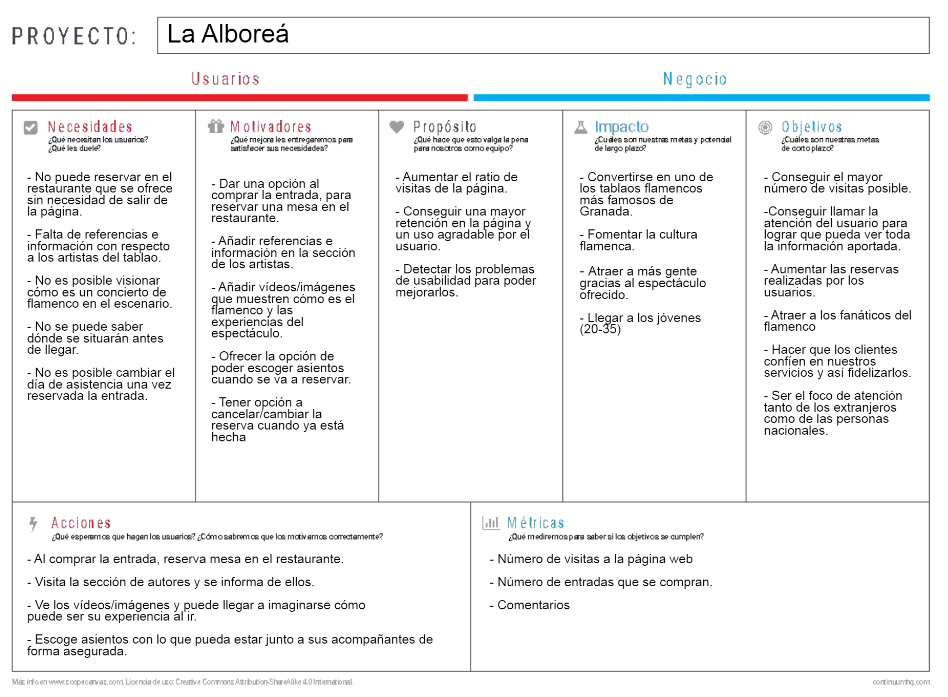 PROYECTO:
La Alboreá
Usuarios
Negocio
Necesidades
¿Qué necesitan los usuarios?
¿Qué les duele?
- No puede reservar en el
restaurante que se ofrece
sin necesidad de salir de
la página.
- Falta de referencias e
información con respecto
a los artistas del tablao.
- No es posible visionar
cómo es un concierto de
flamenco en el escenario.
- No se puede saber
dónde se situarán antes
de llegar.
- No es posible cambiar el
día de asistencia una vez
reservada la entrada.
Motivadores
¿Qué mejora les entregaremos para
satisfacer sus necesidades?
- Dar una opción al
comprar la entrada, para
reservar una mesa en el
restaurante.
- Añadir referencias e
información en la sección
de los artistas.
- Añadir vídeos/imágenes
que muestren cómo es el
flamenco y las
experiencias del
espectáculo.
- Ofrecer la opción de
poder escoger asientos
cuando se va a reservar.
- Tener opción a
cancelar/cambiar la
reserva cuando ya está
hecha
Propósito
¿Qué hace que esto valga la pena
para nosotros como equipo?
- Aumentar el ratio de
visitas de la página.
- Conseguir una mayor
retención en la página y
un uso agradable por el
usuario.
- Detectar los problemas
de usabilidad para poder
mejorarlos.
Impacto
¿Cuáles son nuestras metas y potencial
de largo plazo?
- Convertirse en uno de
los tablaos flamencos
más famosos de
Granada.
- Fomentar la cultura
flamenca.
- Atraer a más gente
gracias al espectáculo
ofrecido.
- Llegar a los jóvenes
(20-35)
Objetivos
¿Cuáles son nuestras metas
de corto plazo?
- Conseguir el mayor
número de visitas posible.
-Conseguir llamar la
atención del usuario para
lograr que pueda ver toda
la información aportada.
- Aumentar las reservas
realizadas por los
usuarios.
- Atraer a los fanáticos del
flamenco
- Hacer que los clientes
confíen en nuestros
servicios y así fidelizarlos.
- Ser el foco de atención
tanto de los extranjeros
como de las personas
nacionales.
Acciones
¿Qué esperamos que hagan los usuarios? ¿Cómo sabremos que los motivamos correctamente?
- Al comprar la entrada, reserva mesa en el restaurante.
- Visita la sección de autores y se informa de ellos.
- Ve los vídeos/imágenes y puede llegar a imaginarse cómo
puede ser su experiencia al ir.
- Escoge asientos con lo que pueda estar junto a sus acompañantes de
forma asegurada.
Métricas
¿Qué mediremos para saber si los objetivos se cumplen?
- Número de visitas a la página web
- Número de entradas que se compran.
- Comentarios
Más info en www.scopecanvas.com. Licencia de uso: Creative Commons Attribution-ShareAlike 4.0 International.
continuumhq.com